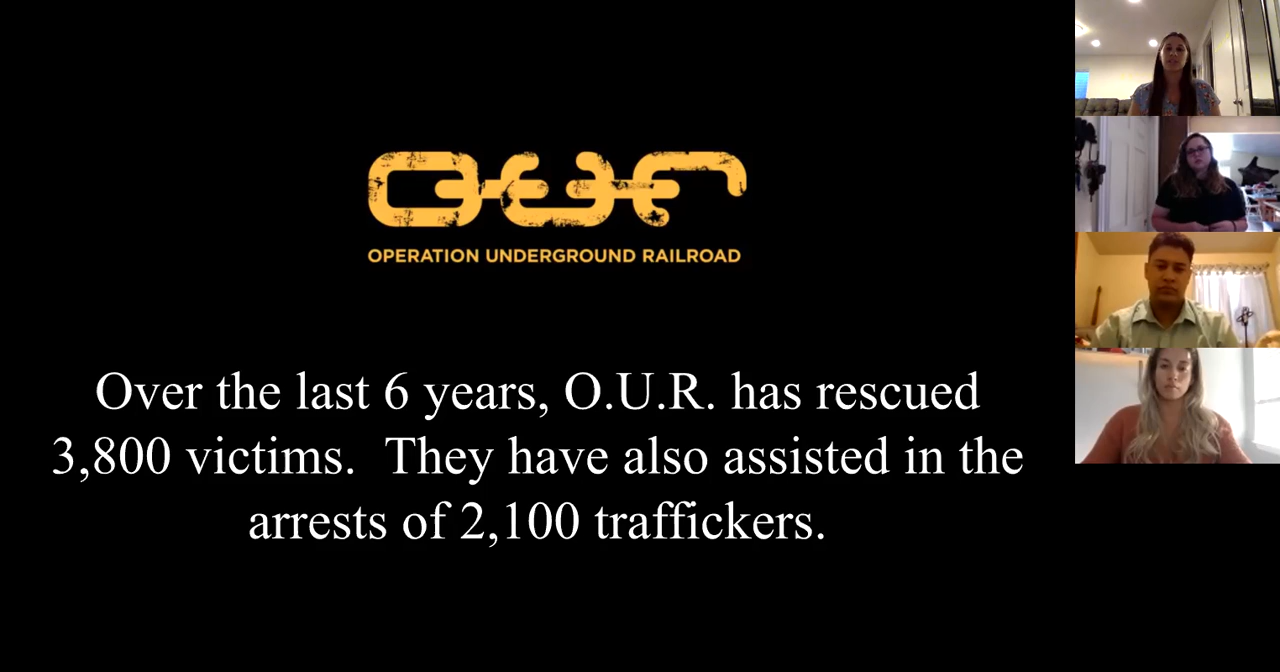 OUR
OPERATION UNDERGROUND RAILROAD
Over the last 6 years, O.U.R. has rescued
3,800 victims.  They have also assisted in the
arrests of 2,100 traffickers.